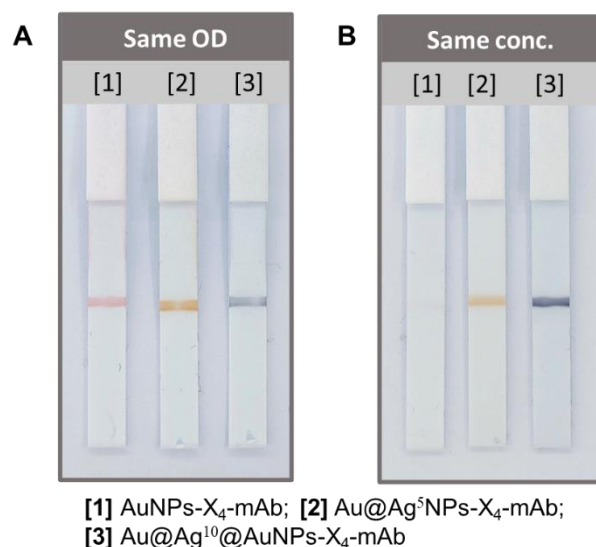 A Same OD
[1] [2] [3]
B Same conc.
[1] [2] [3]
[1] AuNPs-X₄-mAb; [2] Au@Ag⁵NPs-X₄-mAb;
[3] Au@Ag¹⁰@AuNPs-X₄-mAb